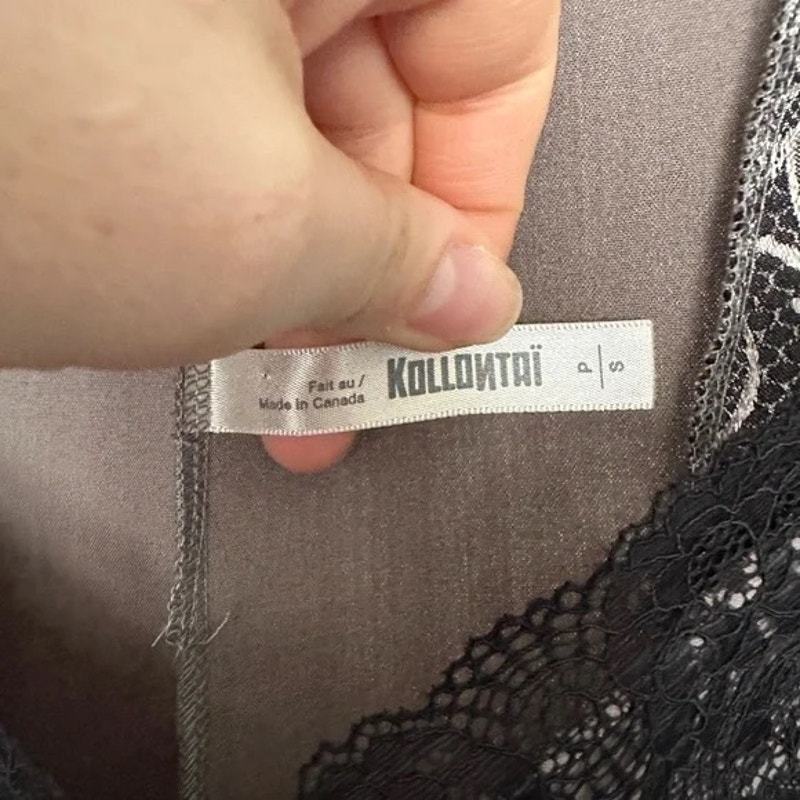 Fait au /
Made in Canada
KOLLONTAÏ
P
S